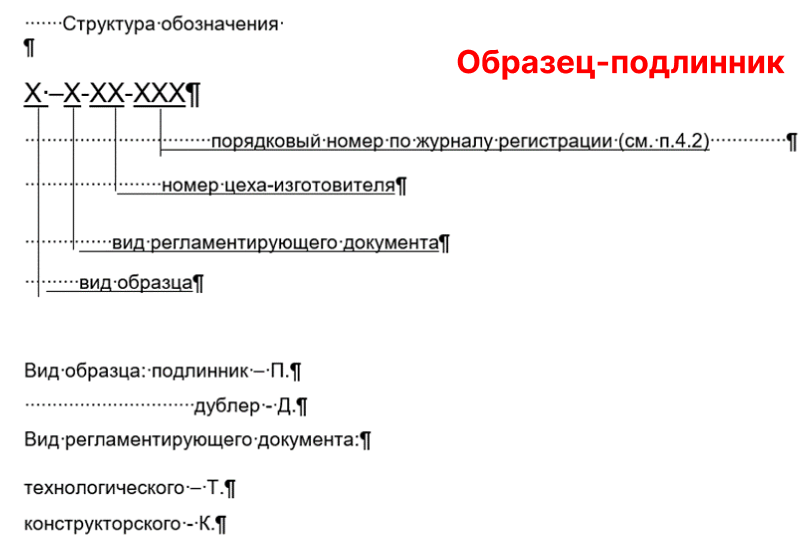 Структура обозначения
Образец-подлинник
Х –Х-ХХ-ХХХ
порядковый номер по журналу регистрации (см. п.4.2)
номер цеха-изготовителя
вид регламентирующего документа
вид образца
Вид образца: подлинник – П.
дублер - Д.
Вид регламентирующего документа:
технологического – Т.
конструкторского - К.